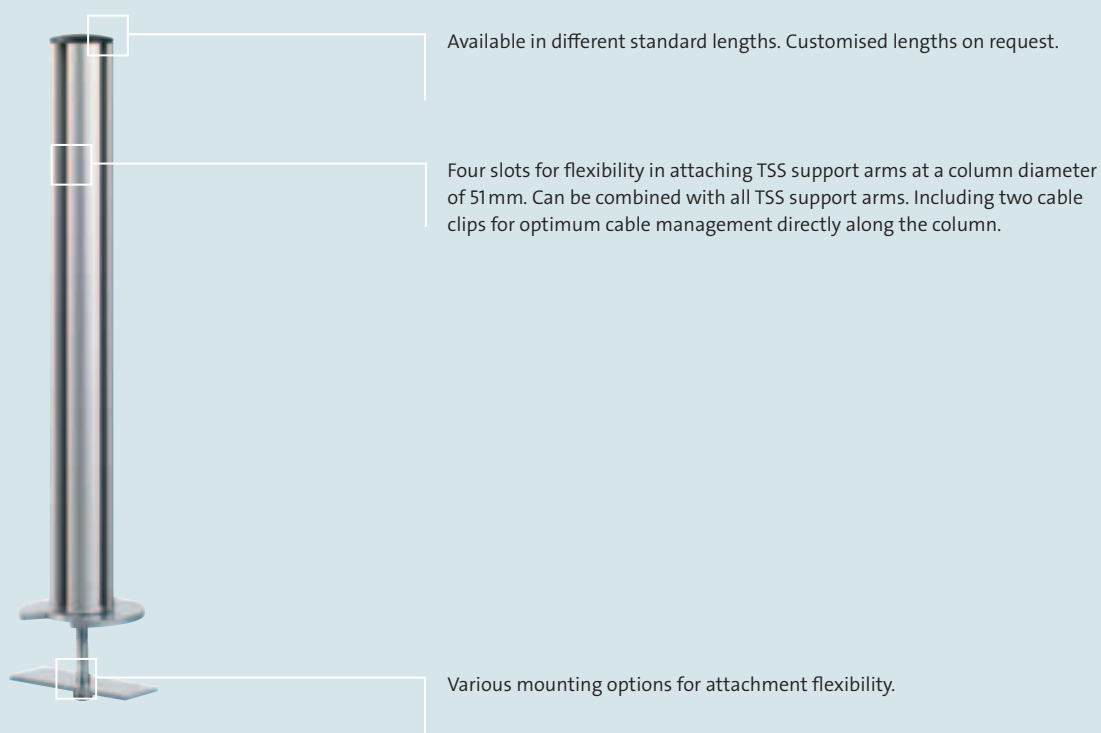 Available in different standard lengths. Customised lengths on request.
Four slots for flexibility in attaching TSS support arms at a column diameter
of 51 mm. Can be combined with all TSS support arms. Including two cable
clips for optimum cable management directly along the column.
Various mounting options for attachment flexibility.